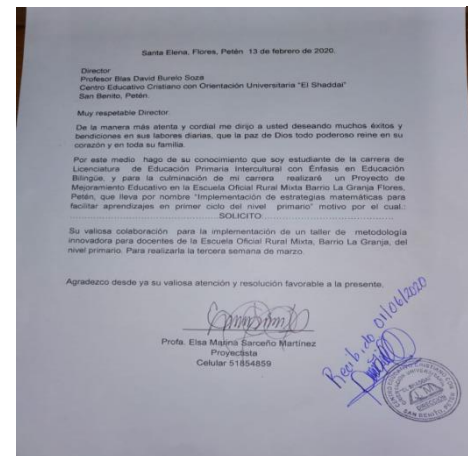 Santa Elena, Flores, Petén 13 de febrero de 2020.
Director
Profesor Blas David Burelo Soza
Centro Educativo Cristiano con Orientación Universitaria "El Shaddai"
San Benito, Petén.
Muy respetable Director
De la manera más atenta y cordial me dirijo a usted deseando muchos éxitos y
bendiciones en sus labores diarias, que la paz de Dios todo poderoso reine en su
corazón y en toda su familia.
Por este medio hago de su conocimiento que soy estudiante de la carrera de
Licenciatura de Educación Primaria Intercultural con Énfasis en Educación
Bilingüe, y para la culminación de mi carrera realizaré un Proyecto de
Mejoramiento Educativo en la Escuela Oficial Rural Mixta Barrio La Granja Flores,
Petén, que lleva por nombre "Implementación de estrategias matemáticas para
facilitar aprendizajes en primer ciclo del nivel primario" motivo por el cual:
SOLICITO
Su valiosa colaboración para la implementación de un taller de metodología
innovadora para docentes de la Escuela Oficial Rural Mixta, Barrio La Granja, del
nivel primario. Para realizarla la tercera semana de marzo.
Agradezco desde ya su valiosa atención y resolución favorable a la presente.
Profa. Elsa Marina Sarceño Martínez
Proyectista
Celular 51854859
Recibido 01/06/2020
SAN BENITO, PETEN